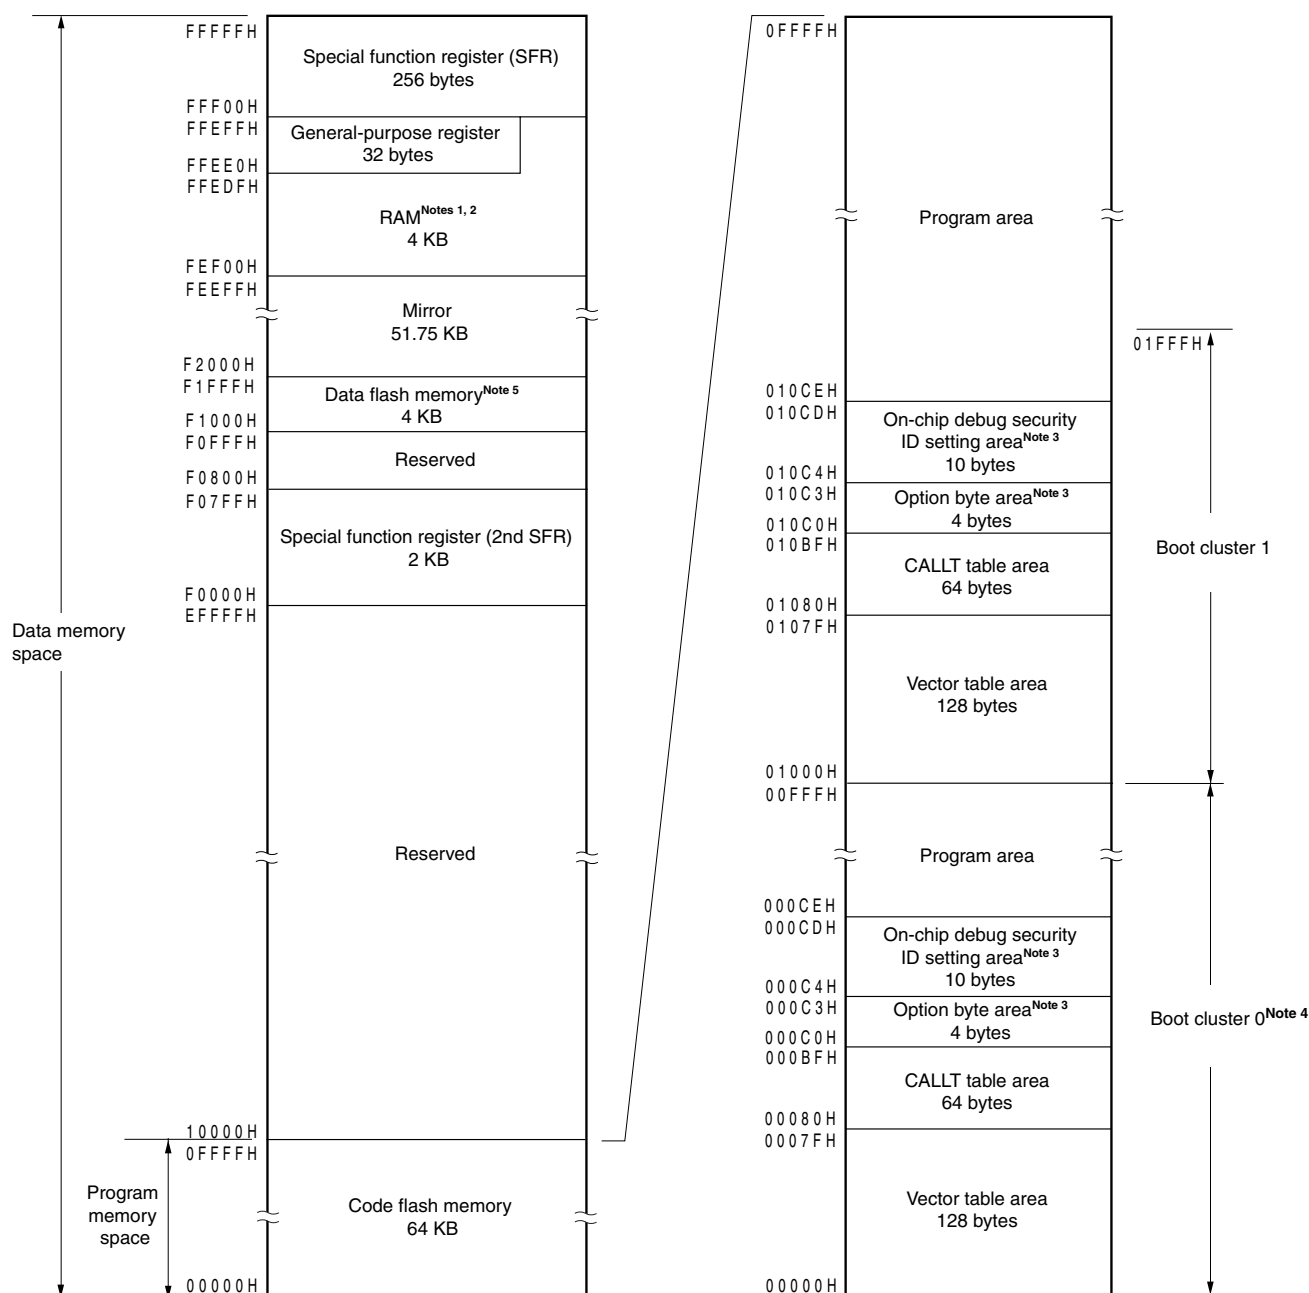 FFFFFH
Special function register (SFR)
256 bytes
FFF00H
FFEFFH
General-purpose register
32 bytes
FFEE0H
FFEDFH
RAMNotes 1, 2
4 KB
FEF00H
FEEFFH
Mirror
51.75 KB
F2000H
F1FFFH
Data flash memoryNote 5
4 KB
F1000H
F0FFFH
Reserved
F0800H
F07FFH
Special function register (2nd SFR)
2 KB
F0000H
EFFFFH
Data memory
space
Reserved
10000H
0FFFFH
Program
memory
space
Code flash memory
64 KB
00000H
0FFFFH
Program area
01FFFH
010CEH
010CDH
On-chip debug security
ID setting areaNote 3
10 bytes
010C4H
010C3H
Option byte areaNote 3
4 bytes
010C0H
010BFH
Boot cluster 1
CALLT table area
64 bytes
01080H
0107FH
Vector table area
128 bytes
01000H
00FFFH
Program area
000CEH
000CDH
On-chip debug security
ID setting areaNote 3
10 bytes
000C4H
000C3H
Option byte areaNote 3
4 bytes
Boot cluster 0Note 4
000C0H
000BFH
CALLT table area
64 bytes
00080H
0007FH
Vector table area
128 bytes
00000H